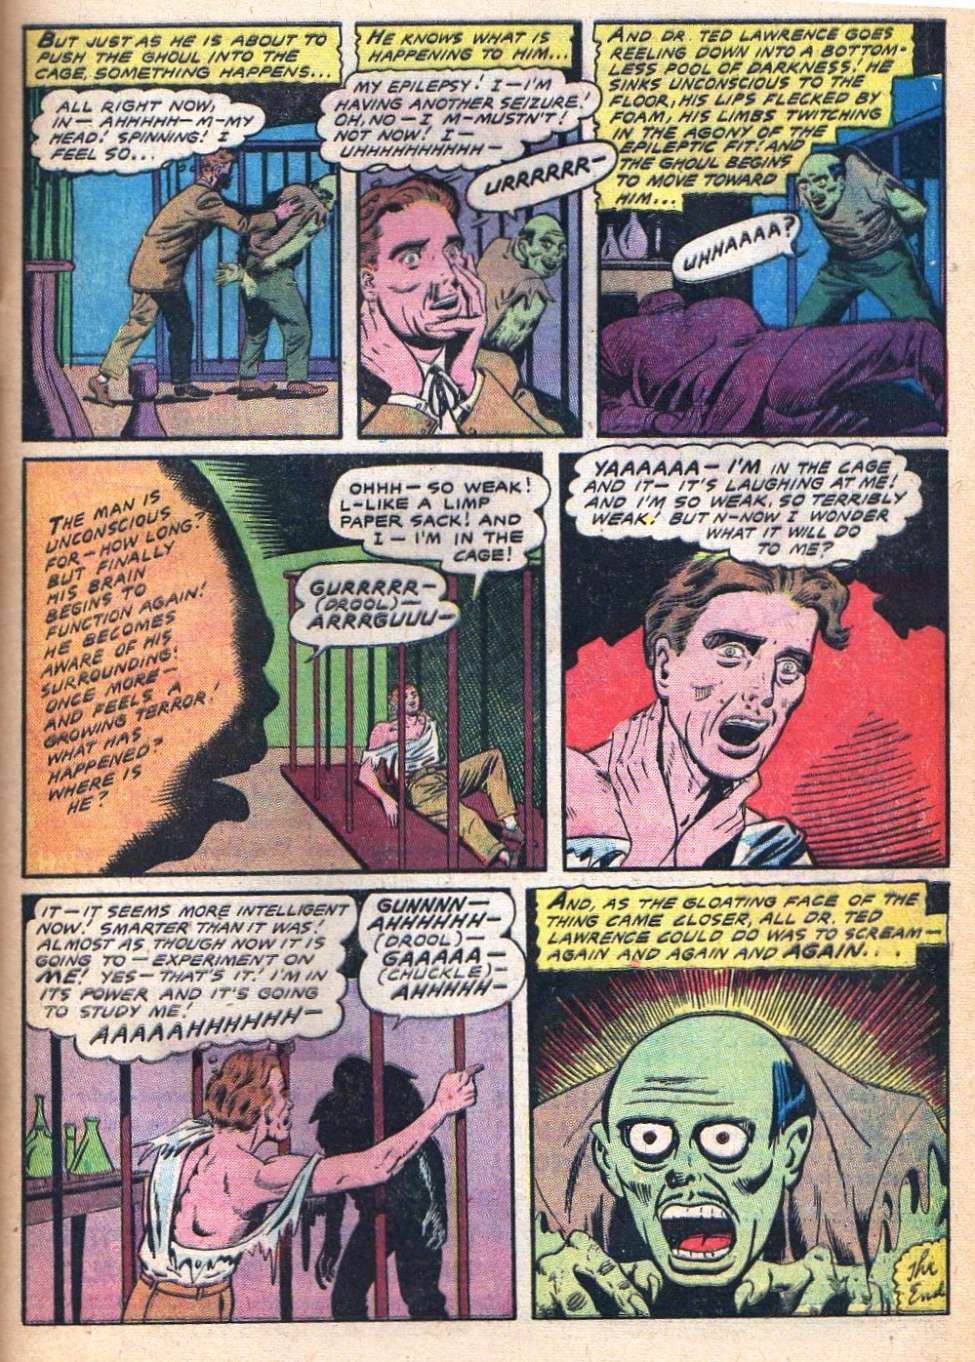 BUT JUST AS HE IS ABOUT TO
PUSH THE GHOUL INTO THE
CAGE, SOMETHING HAPPENS...
ALL RIGHT NOW,
IN — AHHHHH — M-MY
HEAD! SPINNING! I
FEEL SO...
HE KNOWS WHAT IS
HAPPENING TO HIM...
MY EPILEPSY! I — I'M
HAVING ANOTHER SEIZURE!
OH, NO — I M-MUSTN'T!
NOT NOW! I —
UHHHHHHHHHH —
URRRRRR —
AND DR. TED LAWRENCE GOES
REELING DOWN INTO A BOTTOM-
LESS POOL OF DARKNESS! HE
SINKS UNCONSCIOUS TO THE
FLOOR, HIS LIPS FLECKED BY
FOAM, HIS LIMBS TWITCHING
IN THE AGONY OF THE
EPILEPTIC FIT! AND
THE GHOUL BEGINS
TO MOVE TOWARD
HIM...
UHHAAAA?
THE MAN IS
UNCONSCIOUS
FOR — HOW LONG?
BUT FINALLY
HIS BRAIN
BEGINS TO
FUNCTION AGAIN!
HE BECOMES
AWARE OF HIS
SURROUNDING!
ONCE MORE —
AND FEELS A
GROWING TERROR!
WHAT HAS
HAPPENED?
WHERE IS
HE?
OHHH — SO WEAK!
L-LIKE A LIMP
PAPER SACK! AND
I — I'M IN THE
CAGE!
GURRRRR —
(DROOL) —
ARRRGUUU —
YAAAAAA — I'M IN THE CAGE,
AND IT — IT'S LAUGHING AT ME!
AND I'M SO WEAK, SO TERRIBLY
WEAK! BUT N-NOW I WONDER
WHAT IT WILL DO
TO ME?
IT — IT SEEMS MORE INTELLIGENT
NOW! SMARTER THAN IT WAS!
ALMOST AS THOUGH NOW IT IS
GOING TO — EXPERIMENT ON
ME! YES — THAT'S IT! I'M IN
ITS POWER AND IT'S GOING
TO STUDY ME!
AAAAAHHHHHH —
GUNNNN —
AHHHHHH —
(DROOL) —
GAAAAA —
(CHUCKLE) —
AHHHHH —
AND, AS THE GLOATING FACE OF THE
THING CAME CLOSER, ALL DR. TED
LAWRENCE COULD DO WAS TO SCREAM —
AGAIN AND AGAIN AND AGAIN...
The
End